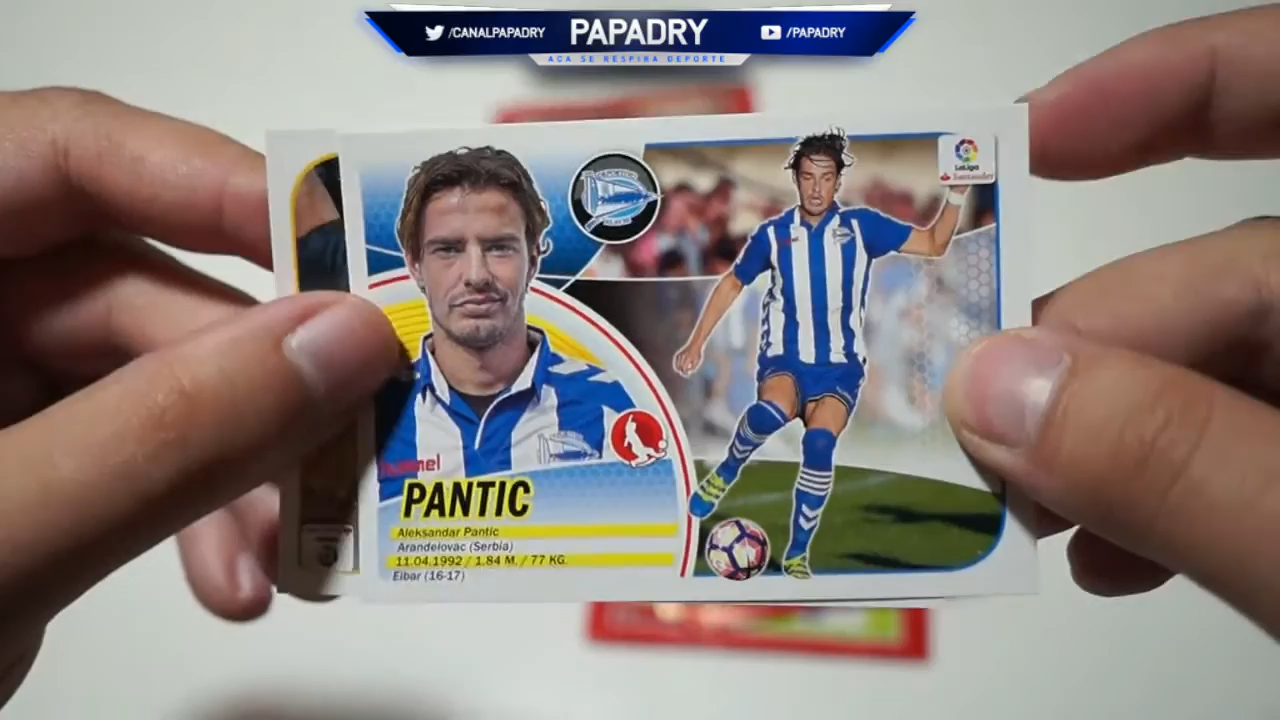 /CANALPAPADRY
PAPADRY
/PAPADRY
ACA SE RESPIRA DEPORTE
LaLiga
Santander
hummel
PANTIC
Aleksandar Pantic
Arandelovac (Serbia)
11.04.1992 / 1.84 M. / 77 KG.
Eibar (16-17)